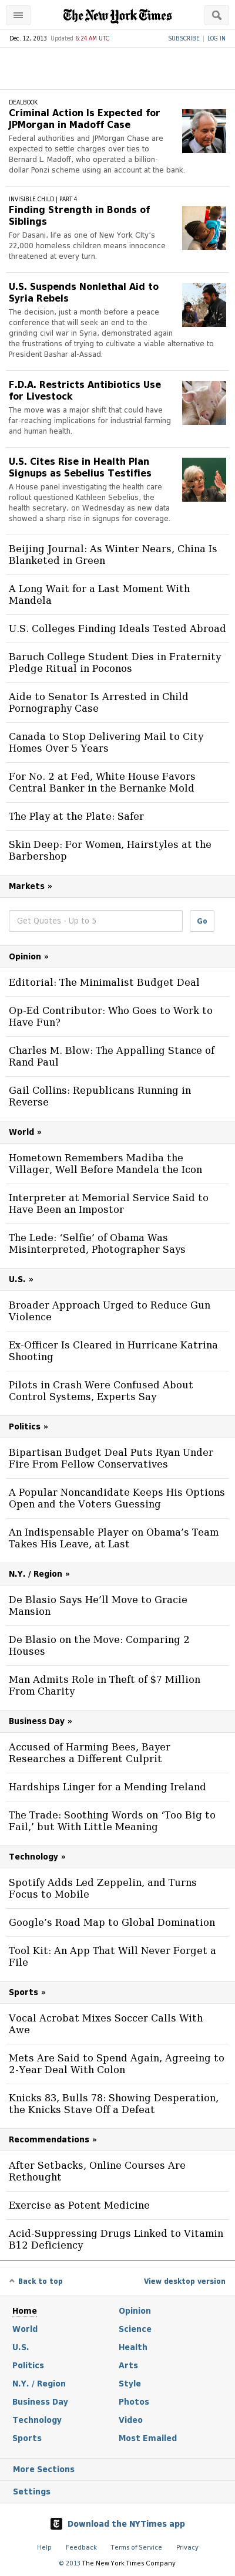 The New York Times
Dec. 12, 2013 Updated 6:24 AM UTC SUBSCRIBE | LOG IN
DEALBOOK
Criminal Action Is Expected for
JPMorgan in Madoff Case
Federal authorities and JPMorgan Chase are
expected to settle charges over ties to
Bernard L. Madoff, who operated a billion-
dollar Ponzi scheme using an account at the bank.
INVISIBLE CHILD | PART 4
Finding Strength in Bonds of
Siblings
For Dasani, life as one of New York City's
22,000 homeless children means innocence
threatened at every turn.
U.S. Suspends Nonlethal Aid to
Syria Rebels
The decision, just a month before a peace
conference that will seek an end to the
grinding civil war in Syria, demonstrated again
the frustrations of trying to cultivate a viable alternative to
President Bashar al-Assad.
F.D.A. Restricts Antibiotics Use
for Livestock
The move was a major shift that could have
far-reaching implications for industrial farming
and human health.
U.S. Cites Rise in Health Plan
Signups as Sebelius Testifies
A House panel investigating the health care
rollout questioned Kathleen Sebelius, the
health secretary, on Wednesday as new data
showed a sharp rise in signups for coverage.
Beijing Journal: As Winter Nears, China Is
Blanketed in Green
A Long Wait for a Last Moment With
Mandela
U.S. Colleges Finding Ideals Tested Abroad
Baruch College Student Dies in Fraternity
Pledge Ritual in Poconos
Aide to Senator Is Arrested in Child
Pornography Case
Canada to Stop Delivering Mail to City
Homes Over 5 Years
For No. 2 at Fed, White House Favors
Central Banker in the Bernanke Mold
The Play at the Plate: Safer
Skin Deep: For Women, Hairstyles at the
Barbershop
Markets »
Get Quotes - Up to 5 Go
Opinion »
Editorial: The Minimalist Budget Deal
Op-Ed Contributor: Who Goes to Work to
Have Fun?
Charles M. Blow: The Appalling Stance of
Rand Paul
Gail Collins: Republicans Running in
Reverse
World »
Hometown Remembers Madiba the
Villager, Well Before Mandela the Icon
Interpreter at Memorial Service Said to
Have Been an Impostor
The Lede: ‘Selfie’ of Obama Was
Misinterpreted, Photographer Says
U.S. »
Broader Approach Urged to Reduce Gun
Violence
Ex-Officer Is Cleared in Hurricane Katrina
Shooting
Pilots in Crash Were Confused About
Control Systems, Experts Say
Politics »
Bipartisan Budget Deal Puts Ryan Under
Fire From Fellow Conservatives
A Popular Noncandidate Keeps His Options
Open and the Voters Guessing
An Indispensable Player on Obama’s Team
Takes His Leave, at Last
N.Y. / Region »
De Blasio Says He’ll Move to Gracie
Mansion
De Blasio on the Move: Comparing 2
Houses
Man Admits Role in Theft of $7 Million
From Charity
Business Day »
Accused of Harming Bees, Bayer
Researches a Different Culprit
Hardships Linger for a Mending Ireland
The Trade: Soothing Words on ‘Too Big to
Fail,’ but With Little Meaning
Technology »
Spotify Adds Led Zeppelin, and Turns
Focus to Mobile
Google’s Road Map to Global Domination
Tool Kit: An App That Will Never Forget a
File
Sports »
Vocal Acrobat Mixes Soccer Calls With
Awe
Mets Are Said to Spend Again, Agreeing to
2-Year Deal With Colon
Knicks 83, Bulls 78: Showing Desperation,
the Knicks Stave Off a Defeat
Recommendations »
After Setbacks, Online Courses Are
Rethought
Exercise as Potent Medicine
Acid-Suppressing Drugs Linked to Vitamin
B12 Deficiency
Back to top View desktop version
Home Opinion
World Science
U.S. Health
Politics Arts
N.Y. / Region Style
Business Day Photos
Technology Video
Sports Most Emailed
More Sections
Settings
Download the NYTimes app
Help Feedback Terms of Service Privacy
© 2013 The New York Times Company